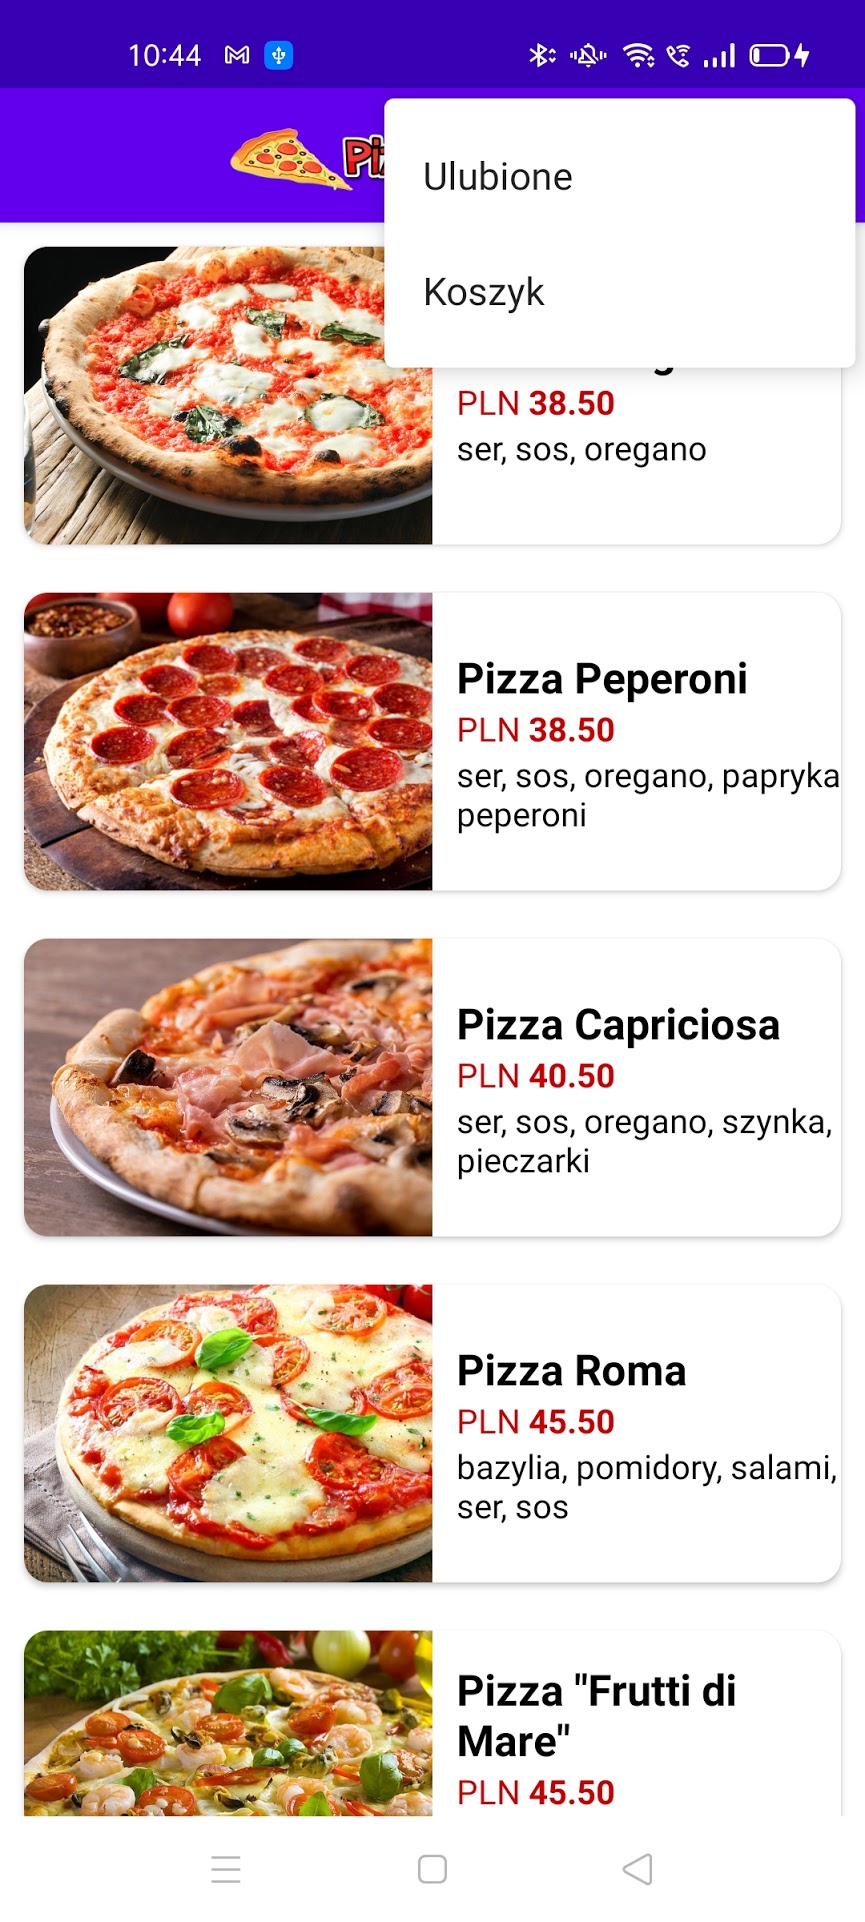 10:44
Ulubione
Koszyk
PLN 38.50
ser, sos, oregano
Pizza Peperoni
PLN 38.50
ser, sos, oregano, papryka
peperoni
Pizza Capriciosa
PLN 40.50
ser, sos, oregano, szynka,
pieczarki
Pizza Roma
PLN 45.50
bazylia, pomidory, salami,
ser, sos
Pizza "Frutti di
Mare"
PLN 45.50